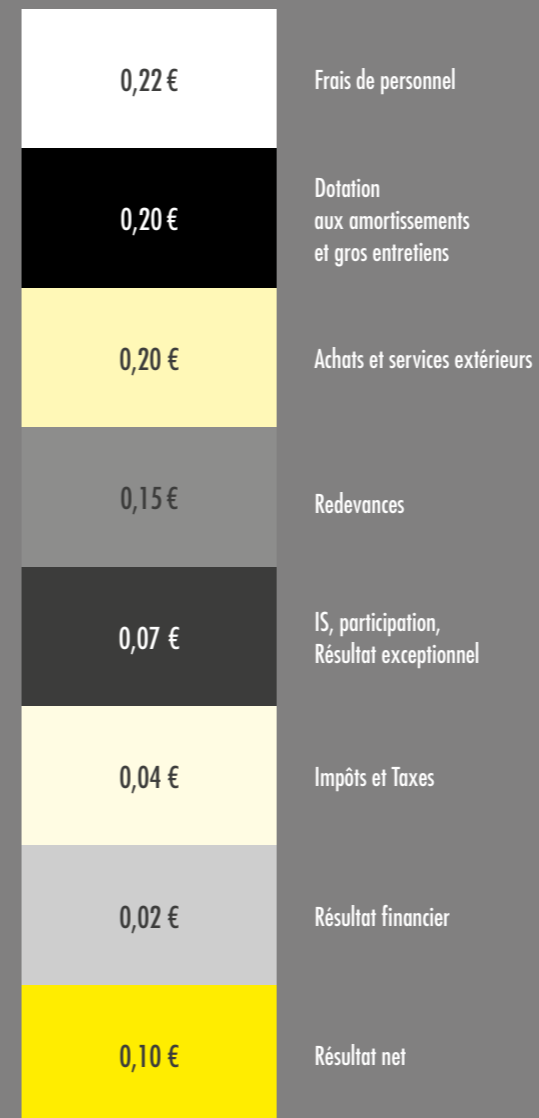 0,22 €
Frais de personnel
0,20 €
Dotation
aux amortissements
et gros entretiens
0,20 €
Achats et services extérieurs
0,15 €
Redevances
0,07 €
IS, participation,
Résultat exceptionnel
0,04 €
Impôts et Taxes
0,02 €
Résultat financier
0,10 €
Résultat net